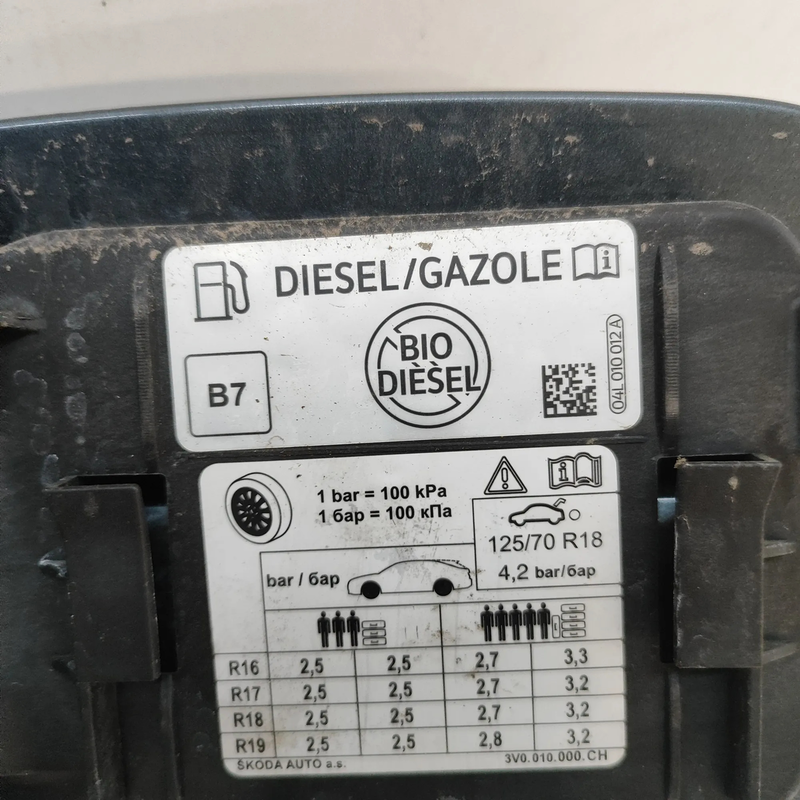 DIESEL/GAZOLE
BIO
DIÈSEL
B7
04L 010 012 A
1 bar = 100 kPa
1 бар = 100 кПа
125/70 R18
4,2 bar/бар
bar / бар
R16 2,5 2,5 2,7 3,3
R17 2,5 2,5 2,7 3,2
R18 2,5 2,5 2,7 3,2
R19 2,5 2,5 2,8 3,2
ŠKODA AUTO a.s. 3V0.010.000.CH